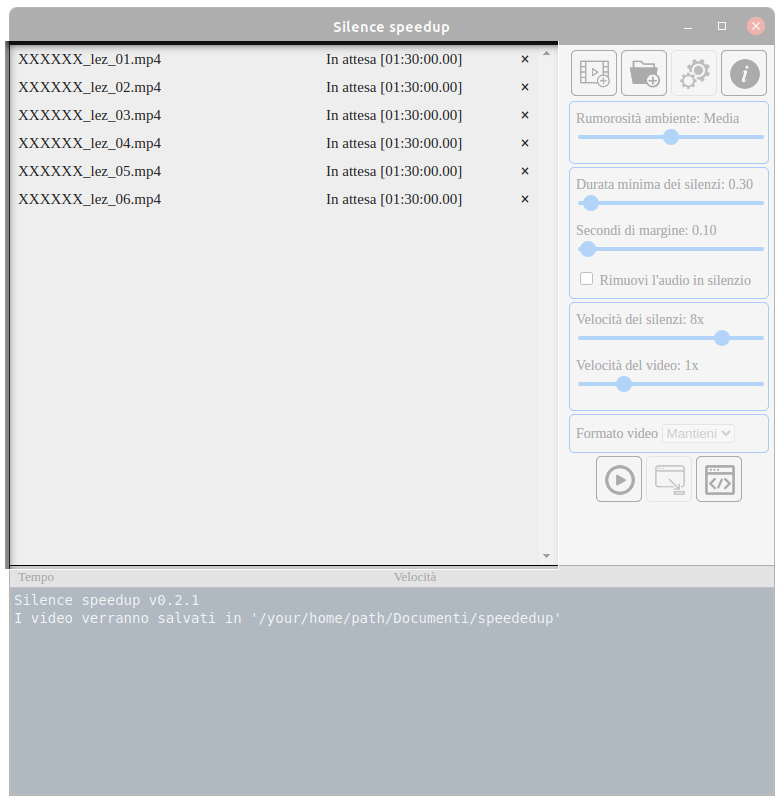 Silence speedup
XXXXXX_lez_01.mp4 In attesa [01:30:00.00] ×
XXXXXX_lez_02.mp4 In attesa [01:30:00.00] ×
XXXXXX_lez_03.mp4 In attesa [01:30:00.00] ×
XXXXXX_lez_04.mp4 In attesa [01:30:00.00] ×
XXXXXX_lez_05.mp4 In attesa [01:30:00.00] ×
XXXXXX_lez_06.mp4 In attesa [01:30:00.00] ×
i
Rumorosità ambiente: Media
Durata minima dei silenzi: 0.30
Secondi di margine: 0.10
Rimuovi l'audio in silenzio
Velocità dei silenzi: 8x
Velocità del video: 1x
Formato video Mantieni
</>
Tempo Velocità
Silence speedup v0.2.1
I video verranno salvati in '/your/home/path/Documenti/speededup'